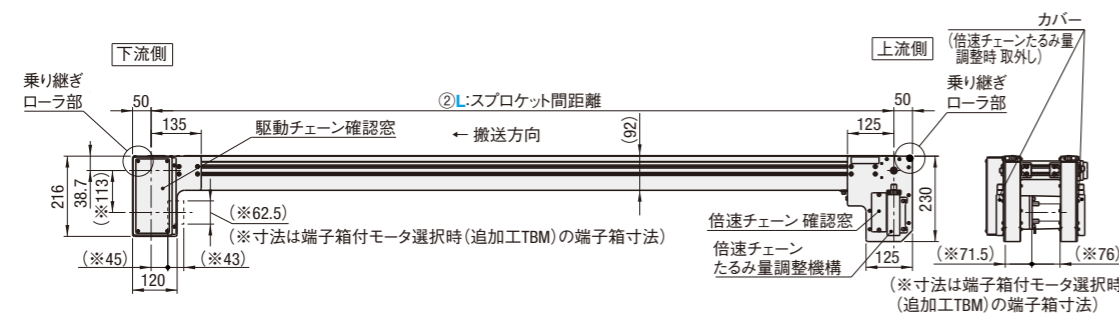 カバー
(倍速チェーンたるみ量
調整時 取外し)
下流側
上流側
乗り継ぎ
ローラ部
乗り継ぎ
ローラ部
50
②L:スプロケット間距離
50
135
駆動チェーン確認窓
← 搬送方向
(92)
125
216
38.7
(※113)
(※62.5)
(※寸法は端子箱付モータ選択時(追加工TBM)の端子箱寸法)
倍速チェーン 確認窓
230
倍速チェーン
たるみ量調整機構
(※45)
(※43)
120
125
(※71.5)
(※76)
(※寸法は端子箱付モータ選択時
(追加工TBM)の端子箱寸法)